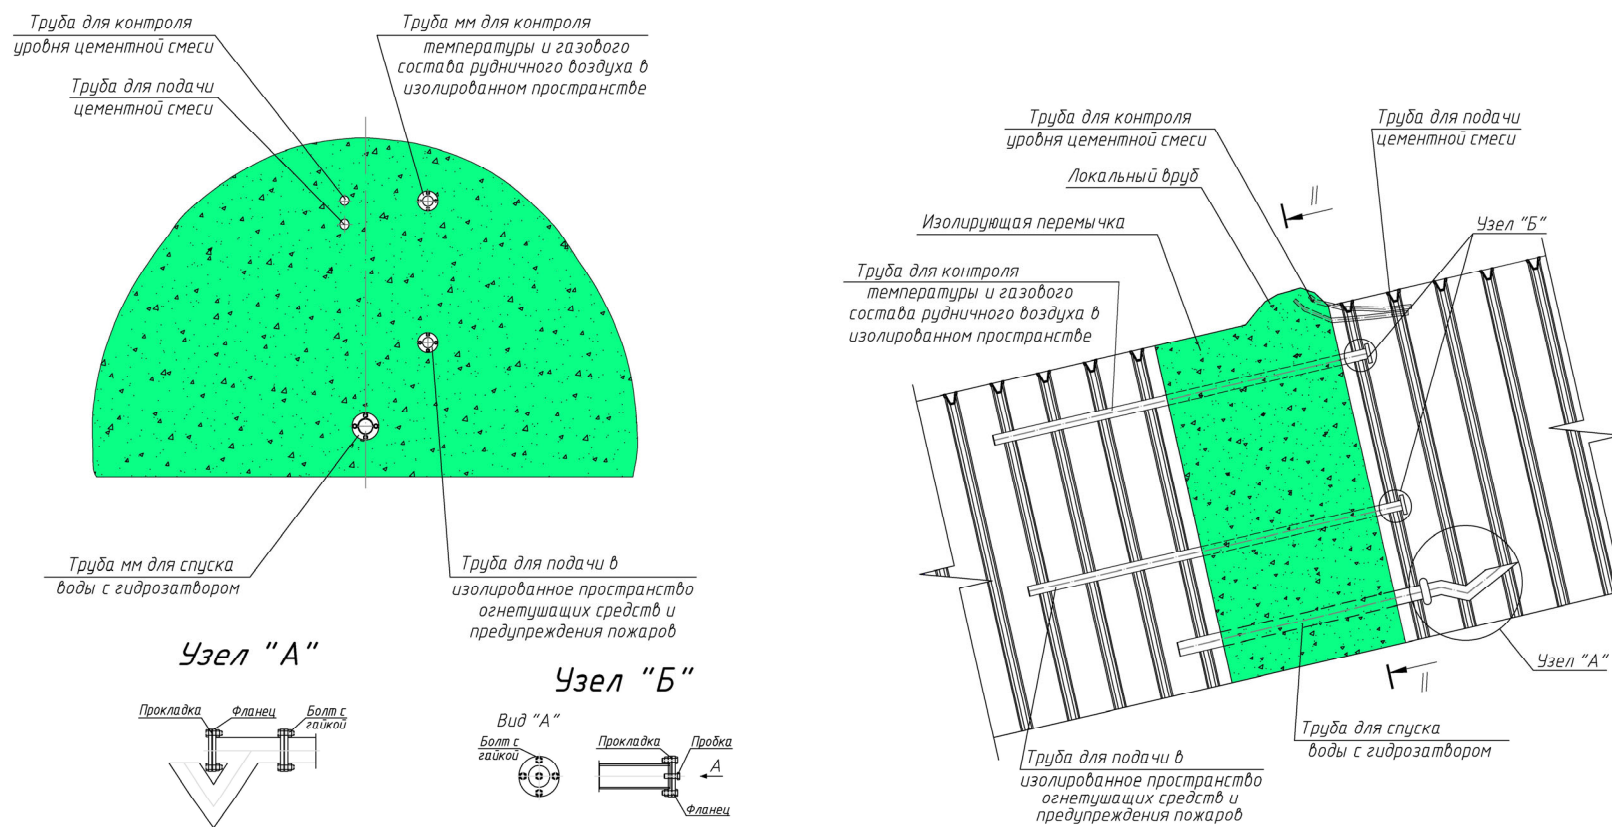 Труба для контроля
уровня цементной смеси
Труба для подачи
цементной смеси
Труба мм для контроля
температуры и газового
состава рудничного воздуха в
изолированном пространстве
Труба мм для спуска
воды с гидрозатвором
Труба для подачи в
изолированное пространство
огнетушащих средств и
предупреждения пожаров
Узел "А"
Прокладка
Фланец
Болт с
гайкой
Узел "Б"
Вид "А"
Болт с
гайкой
Прокладка
Пробка
А
Фланец
Труба для контроля
уровня цементной смеси
Труба для подачи
цементной смеси
Локальный вруб
II
Изолирующая перемычка
Узел "Б"
Труба для контроля
температуры и газового
состава рудничного воздуха в
изолированном пространстве
Узел "А"
II
Труба для спуска
воды с гидрозатвором
Труба для подачи в
изолированное пространство
огнетушащих средств и
предупреждения пожаров